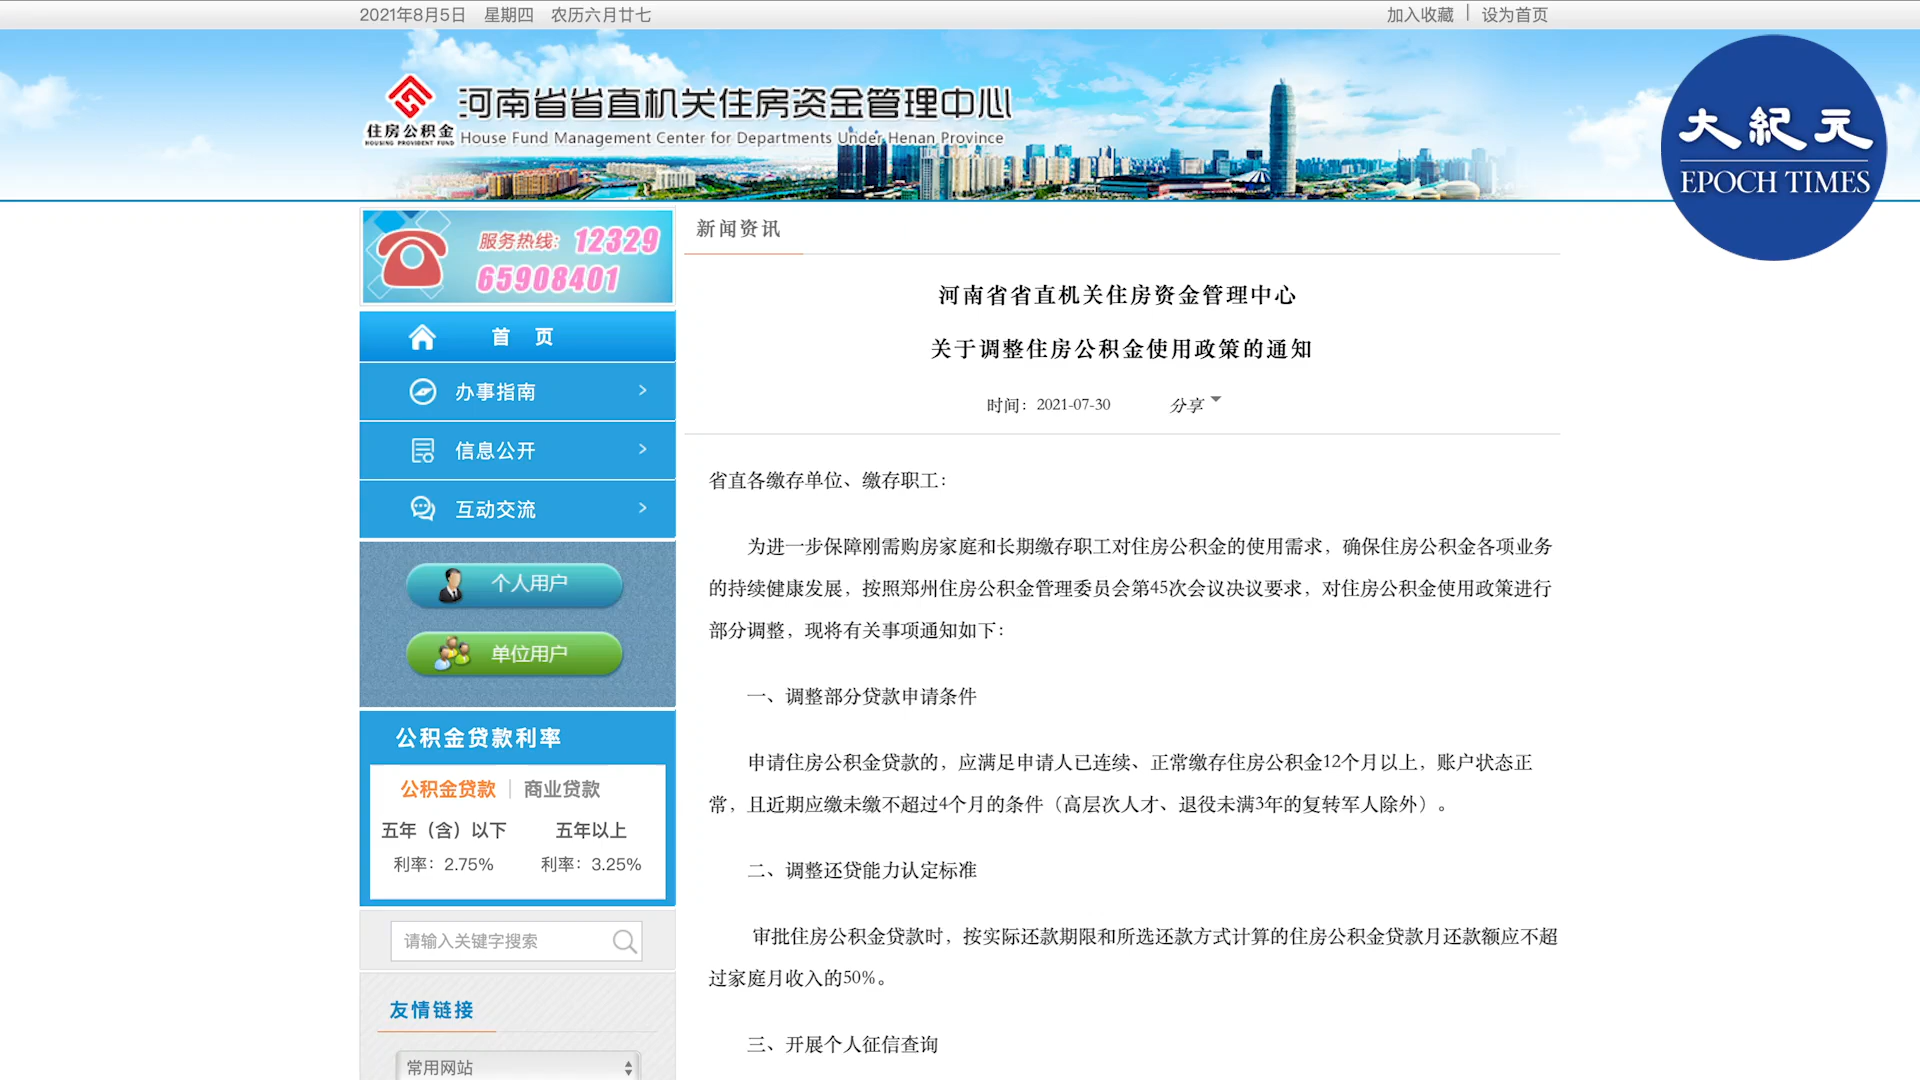 2021年8月5日 星期四 农历六月廿七
加入收藏 | 设为首页
住房公积金
HOUSING PROVIDENT FUND
河南省省直机关住房资金管理中心
House Fund Management Center for Departments Under Henan Province
大紀元
EPOCH TIMES
服务热线: 12329
65908401
首 页
办事指南 >
信息公开 >
互动交流 >
个人用户
单位用户
公积金贷款利率
公积金贷款 | 商业贷款
五年（含）以下 五年以上
利率：2.75% 利率：3.25%
请输入关键字搜索
友情链接
常用网站
新闻资讯
河南省省直机关住房资金管理中心
关于调整住房公积金使用政策的通知
时间：2021-07-30 分享
省直各缴存单位、缴存职工：
为进一步保障刚需购房家庭和长期缴存职工对住房公积金的使用需求，确保住房公积金各项业务
的持续健康发展，按照郑州住房公积金管理委员会第45次会议决议要求，对住房公积金使用政策进行
部分调整，现将有关事项通知如下：
一、调整部分贷款申请条件
申请住房公积金贷款的，应满足申请人已连续、正常缴存住房公积金12个月以上，账户状态正
常，且近期应缴未缴不超过4个月的条件（高层次人才、退役未满3年的复转军人除外）。
二、调整还贷能力认定标准
审批住房公积金贷款时，按实际还款期限和所选还款方式计算的住房公积金贷款月还款额应不超
过家庭月收入的50%。
三、开展个人征信查询